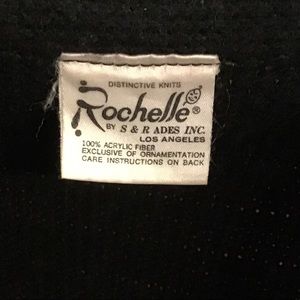 DISTINCTIVE KNITS
Rochelle®
BY S & R ADES INC.
LOS ANGELES
100% ACRYLIC FIBER
EXCLUSIVE OF ORNAMENTATION
CARE INSTRUCTIONS ON BACK